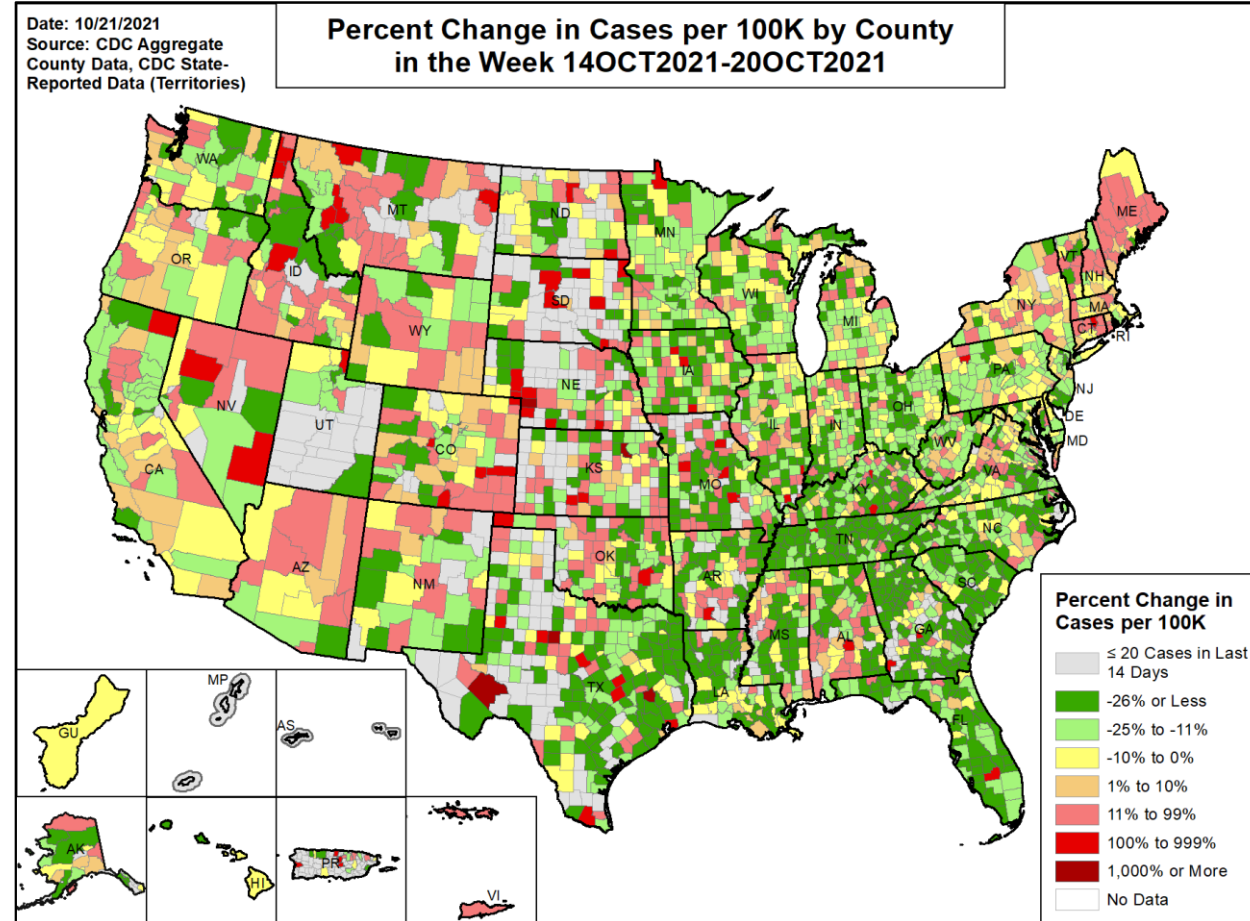 Date: 10/21/2021
Source: CDC Aggregate
County Data, CDC State-
Reported Data (Territories)
Percent Change in Cases per 100K by County
in the Week 14OCT2021-20OCT2021
WA
MT
ND
MN
ME
OR
ID
SD
WI
MI
VT
NH
NY
MA
CT
RI
WY
NE
IA
PA
NJ
NV
UT
CO
KS
MO
IL
IN
OH
WV
DE
MD
CA
KY
VA
AZ
NM
OK
AR
TN
NC
SC
TX
LA
MS
AL
GA
FL
GU
MP
AS
AK
HI
PR
VI
Percent Change in
Cases per 100K
≤ 20 Cases in Last
14 Days
-26% or Less
-25% to -11%
-10% to 0%
1% to 10%
11% to 99%
100% to 999%
1,000% or More
No Data